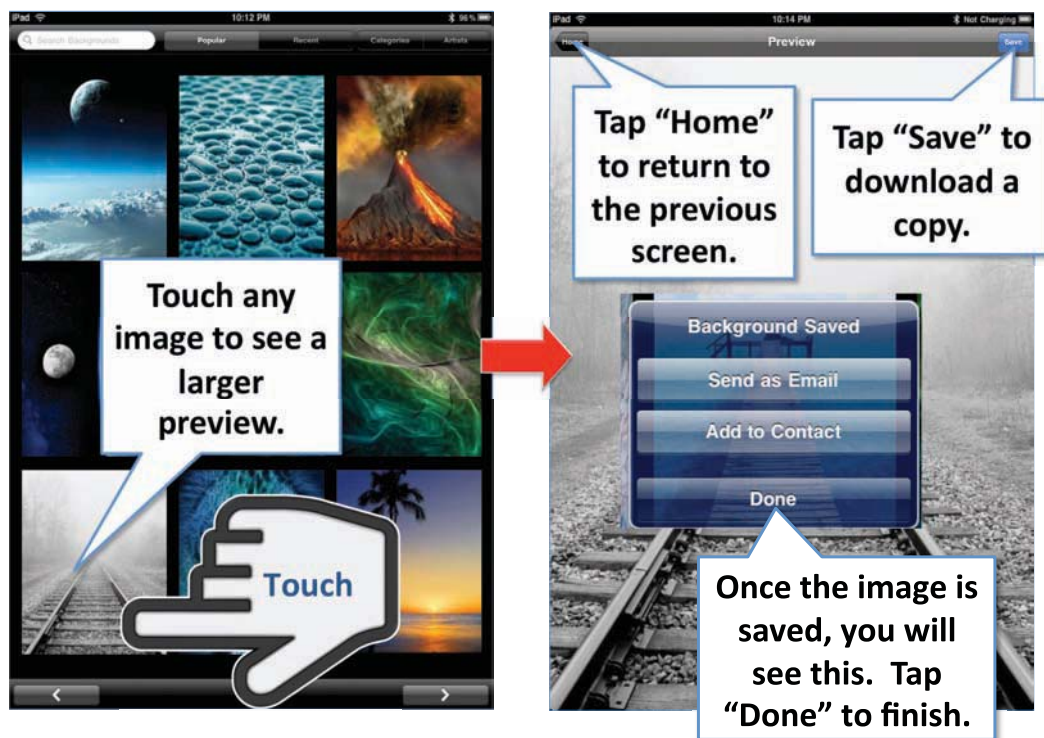 iPad
10:12 PM
96%
Search Backgrounds
Popular
Recent
Categories
Artists
Touch any
image to see a
larger
preview.
Touch
iPad
10:14 PM
Not Charging
Home
Preview
Save
Tap “Home”
to return to
the previous
screen.
Tap “Save” to
download a
copy.
Background Saved
Send as Email
Add to Contact
Done
Once the image is
saved, you will
see this. Tap
“Done” to finish.